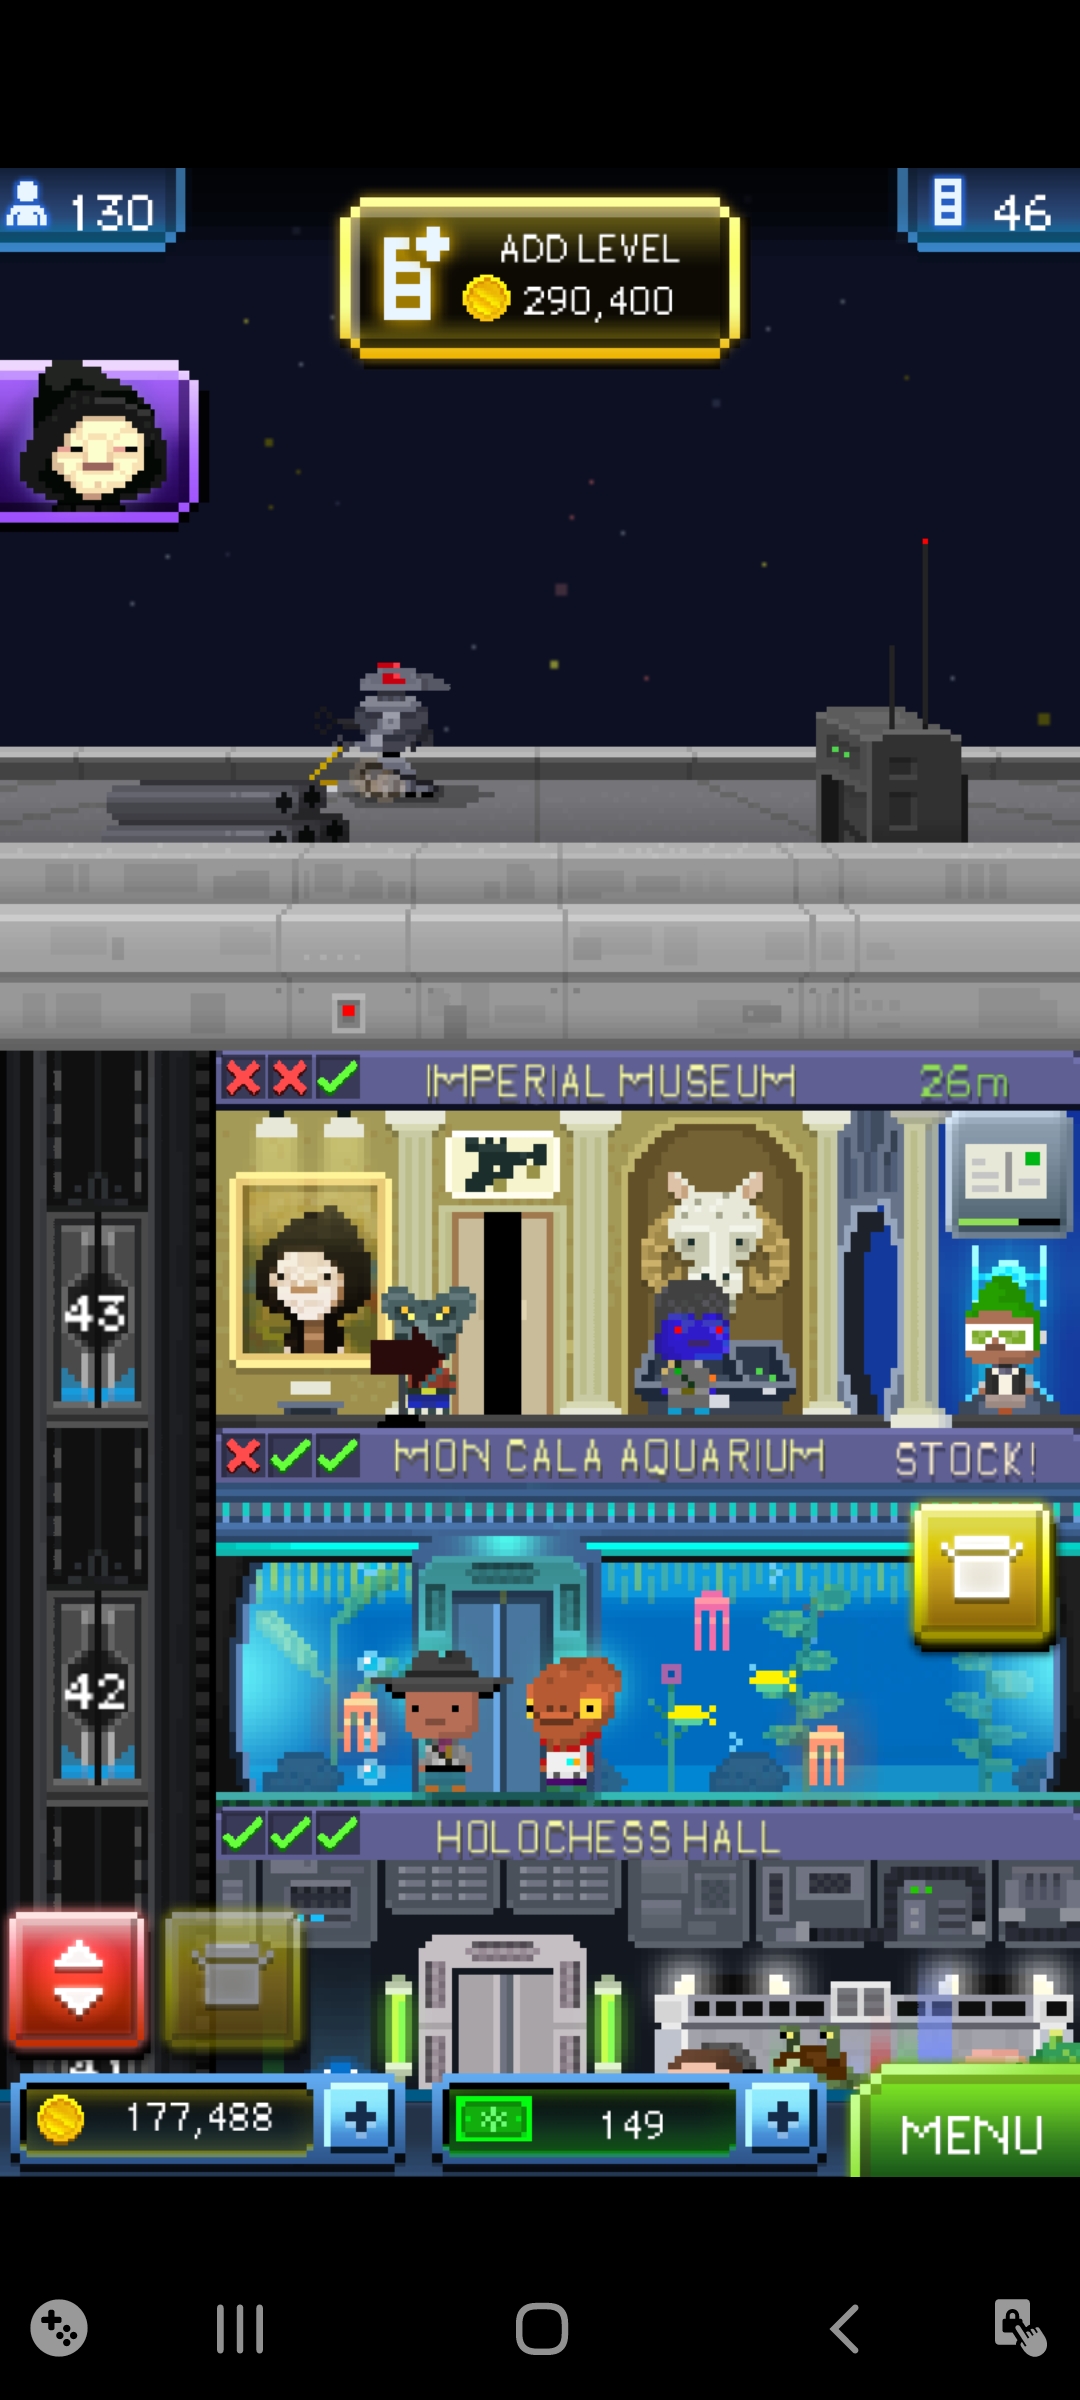 130
ADD LEVEL
290,400
46
IMPERIAL MUSEUM 26m
43
MON CALA AQUARIUM STOCK!
42
HOLOCHESS HALL
41
177,488
149
MENU